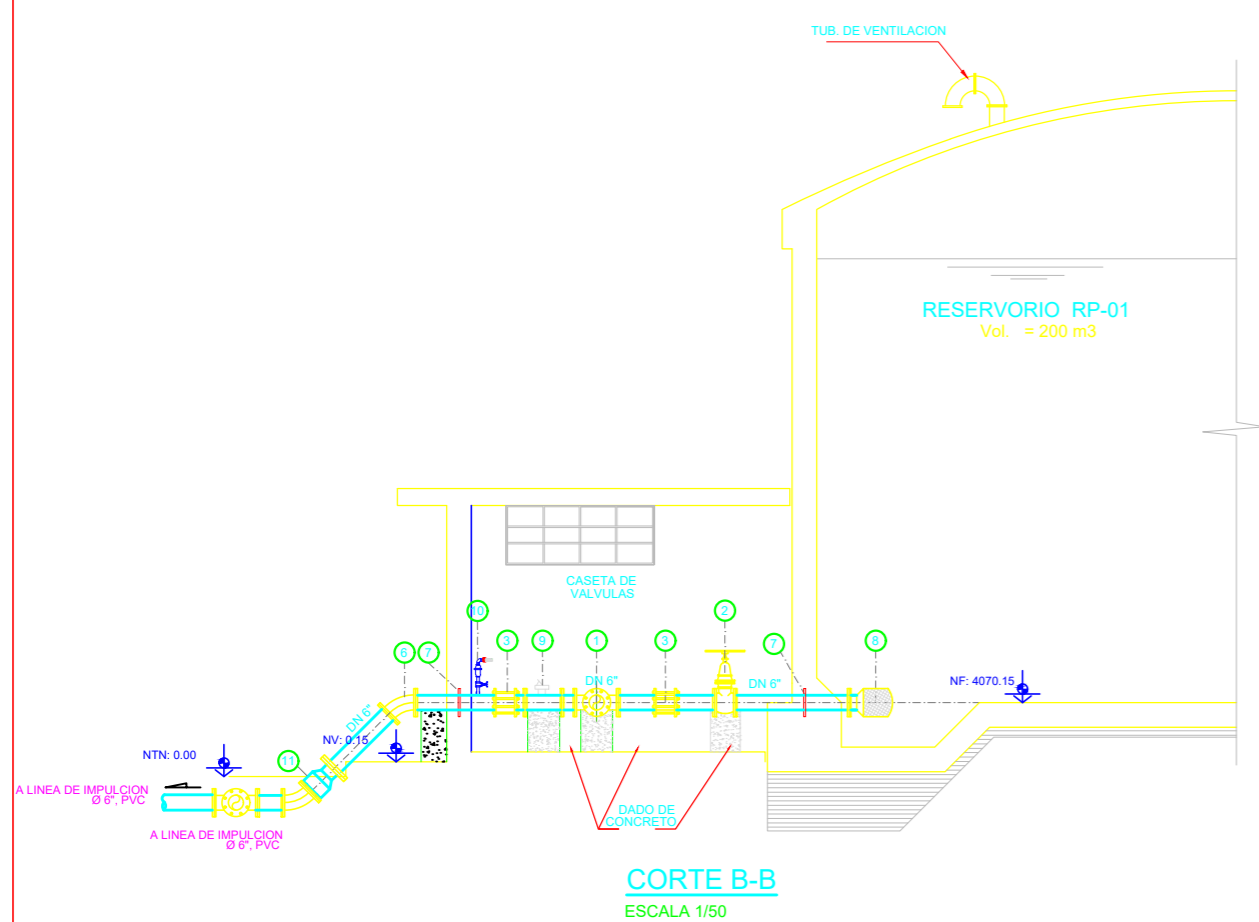 TUB. DE VENTILACION
RESERVORIO RP-01
Vol. = 200 m3
CASETA DE
VALVULAS
10
3
9
1
3
2
6
7
7
8
DN 6"
DN 6"
NF: 4070.15
DN 6"
NV: 0.15
NTN: 0.00
11
A LINEA DE IMPULCION
Ø 6", PVC
A LINEA DE IMPULCION
Ø 6", PVC
DADO DE
CONCRETO
CORTE B-B
ESCALA 1/50